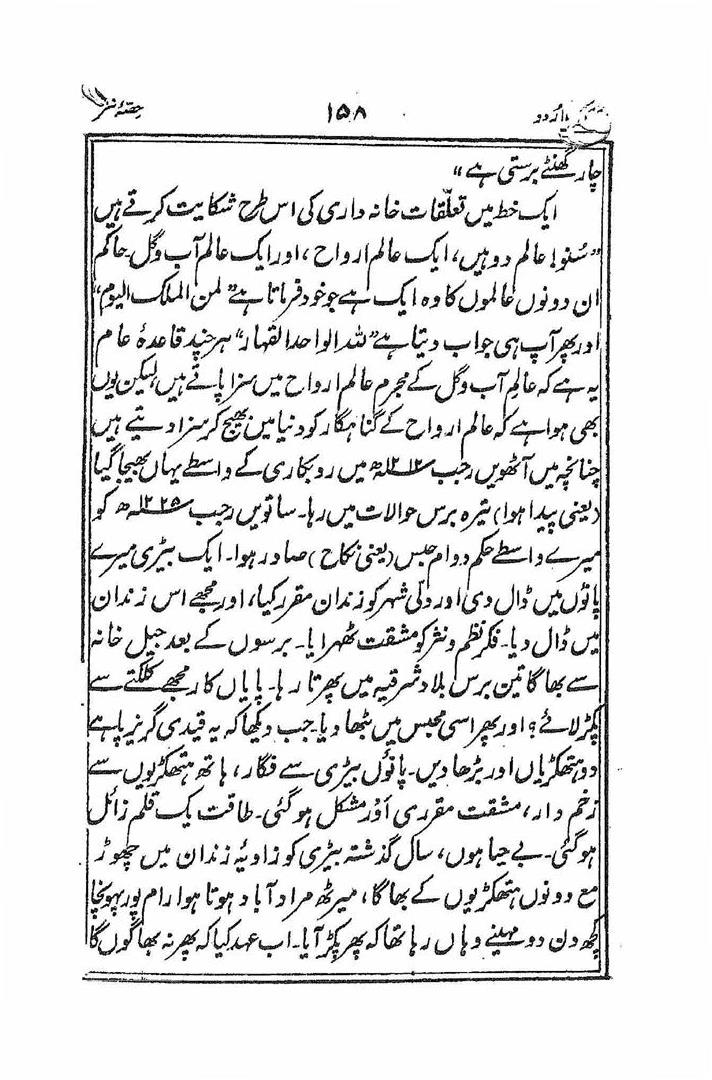 اُردو ۱۵۸ حصّۂ نثر
چار گھنٹے برستی ہے"
ایک خط میں تعلّقات خانہ داری کی اس طرح شکایت کرتے ہیں
"سُنو! عالم دو ہیں، ایک عالم ارواح، اور ایک عالم آب وگل۔ حاکم
ان دونوں عالموں کا وہ ایک ہے جو خود فرماتا ہے "لمن الملک الیوم"
اور پھر آپ ہی جواب دیتا ہے "للہ الواحد القہار" ہر چند قاعدۂ عام
یہ ہے کہ عالم آب وگل کے مجرم عالم ارواح میں سزا پاتے ہیں، لیکن یوں
بھی ہوا ہے کہ عالم ارواح کے گناہگار کو دنیا میں بھیج کر سزا دیتے ہیں
چنانچہ میں آٹھویں رجب ۱۲۱۲ھ میں روبکاری کے واسطے یہاں بھیجا گیا
(یعنی پیدا ہوا) تیرہ برس حوالات میں رہا۔ ساتویں رجب ۱۲۲۵ھ کو
میرے واسطے حکم دوام حبس (یعنی نکاح) صادر ہوا۔ ایک بیڑی میرے
پاؤں میں ڈال دی اور دلّی شہر کو زندان مقرر کیا، اور مجھے اس زندان
میں ڈال دیا۔ فکر نظم و نثر کو مشقت ٹھہرایا۔ برسوں کے بعد جیل خانہ
سے بھاگا تین برس بلاد شرقیہ میں پھرتا رہا۔ پایاں کار مجھے کلکتے سے
پکڑ لائے؟ اور پھر اسی محبس میں بٹھا دیا۔ جب دیکھا کہ یہ قیدی گریز پا ہے
دو ہتھکڑیاں اور بڑھا دیں۔ پاؤں بیڑی سے فگار، ہاتھ ہتھکڑیوں سے
زخم دار، مشقت مقرری اَوْر مشکل ہو گئی۔ طاقت یک قلم زائل
ہو گئی۔ بے حیا ہوں، سال گذشتہ بیڑی کو زاویۂ زندان میں چھوڑ
مع دونوں ہتھکڑیوں کے بھاگا، میرٹھ مراد آباد ہوتا ہوا رام پور پہونچا
کچھ دن دو مہینے وہاں رہا تھا کہ پھر پکڑ آیا۔ اب عہد کیا کہ پھر نہ بھاگوں گا